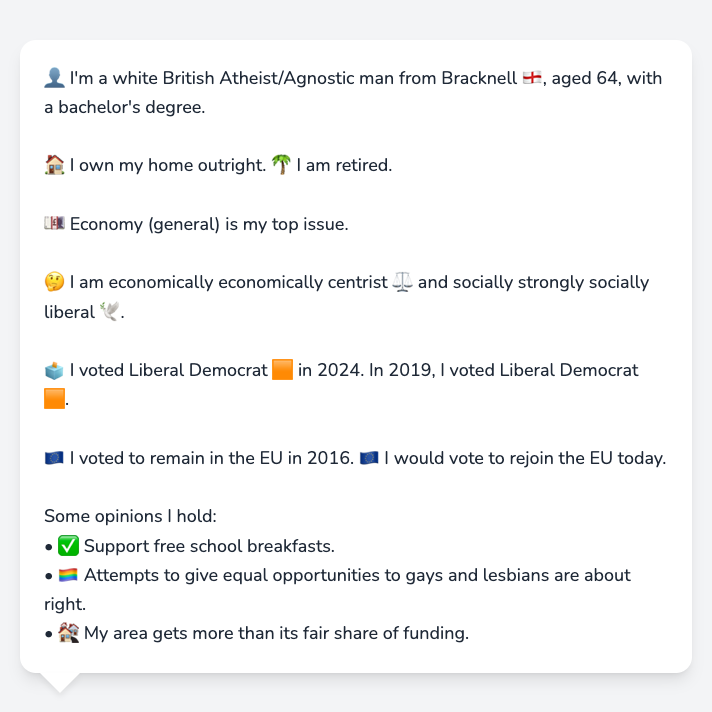 👤 I'm a white British Atheist/Agnostic man from Bracknell 🏴󠁧󠁢󠁥󠁮󠁧󠁿, aged 64, with
a bachelor's degree.
🏠 I own my home outright. 🌴 I am retired.
💷 Economy (general) is my top issue.
🤔 I am economically economically centrist ⚖️ and socially strongly socially
liberal 🕊️.
🗳️ I voted Liberal Democrat 🟧 in 2024. In 2019, I voted Liberal Democrat
🟧.
🇪🇺 I voted to remain in the EU in 2016. 🇪🇺 I would vote to rejoin the EU today.
Some opinions I hold:
• ✅ Support free school breakfasts.
• 🏳️‍🌈 Attempts to give equal opportunities to gays and lesbians are about
right.
• 🏘️ My area gets more than its fair share of funding.